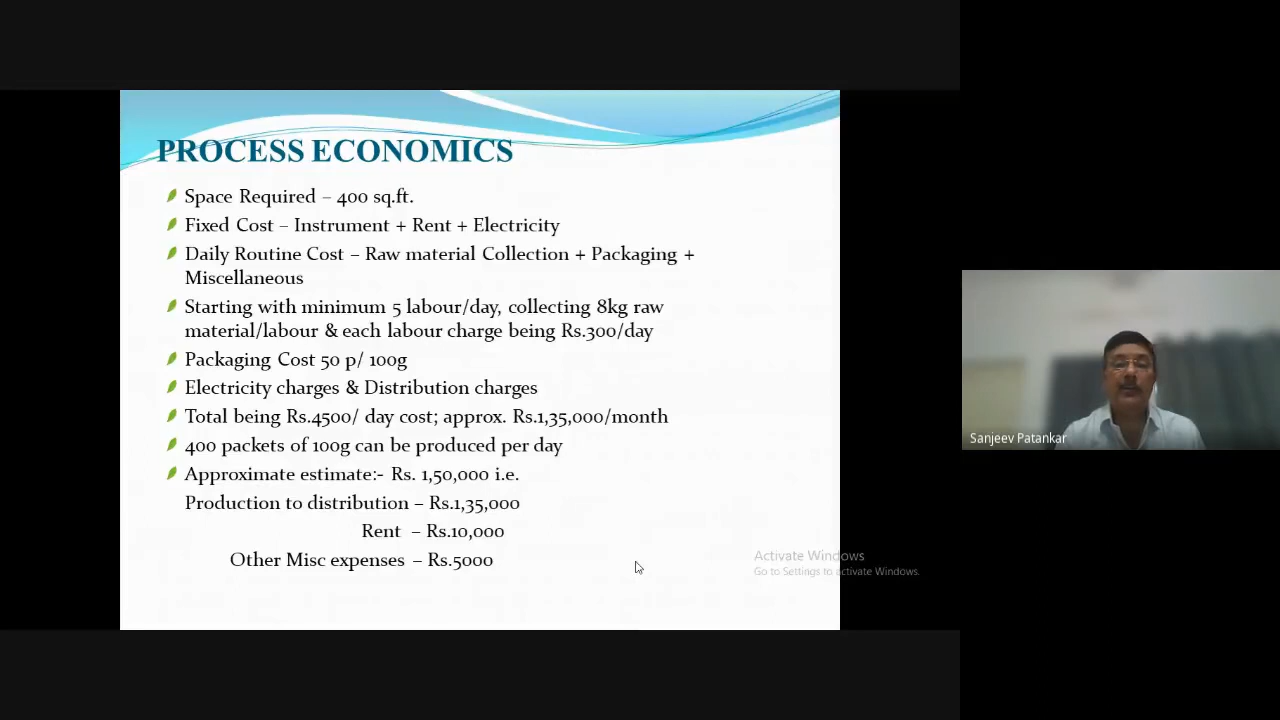 PROCESS ECONOMICS
Space Required – 400 sq.ft.
Fixed Cost – Instrument + Rent + Electricity
Daily Routine Cost – Raw material Collection + Packaging +
Miscellaneous
Starting with minimum 5 labour/day, collecting 8kg raw
material/labour & each labour charge being Rs.300/day
Packaging Cost 50 p/ 100g
Electricity charges & Distribution charges
Total being Rs.4500/ day cost; approx. Rs.1,35,000/month
400 packets of 100g can be produced per day
Approximate estimate:- Rs. 1,50,000 i.e.
Production to distribution – Rs.1,35,000
Rent – Rs.10,000
Other Misc expenses – Rs.5000
Activate Windows
Go to Settings to activate Windows.
Sanjeev Patankar